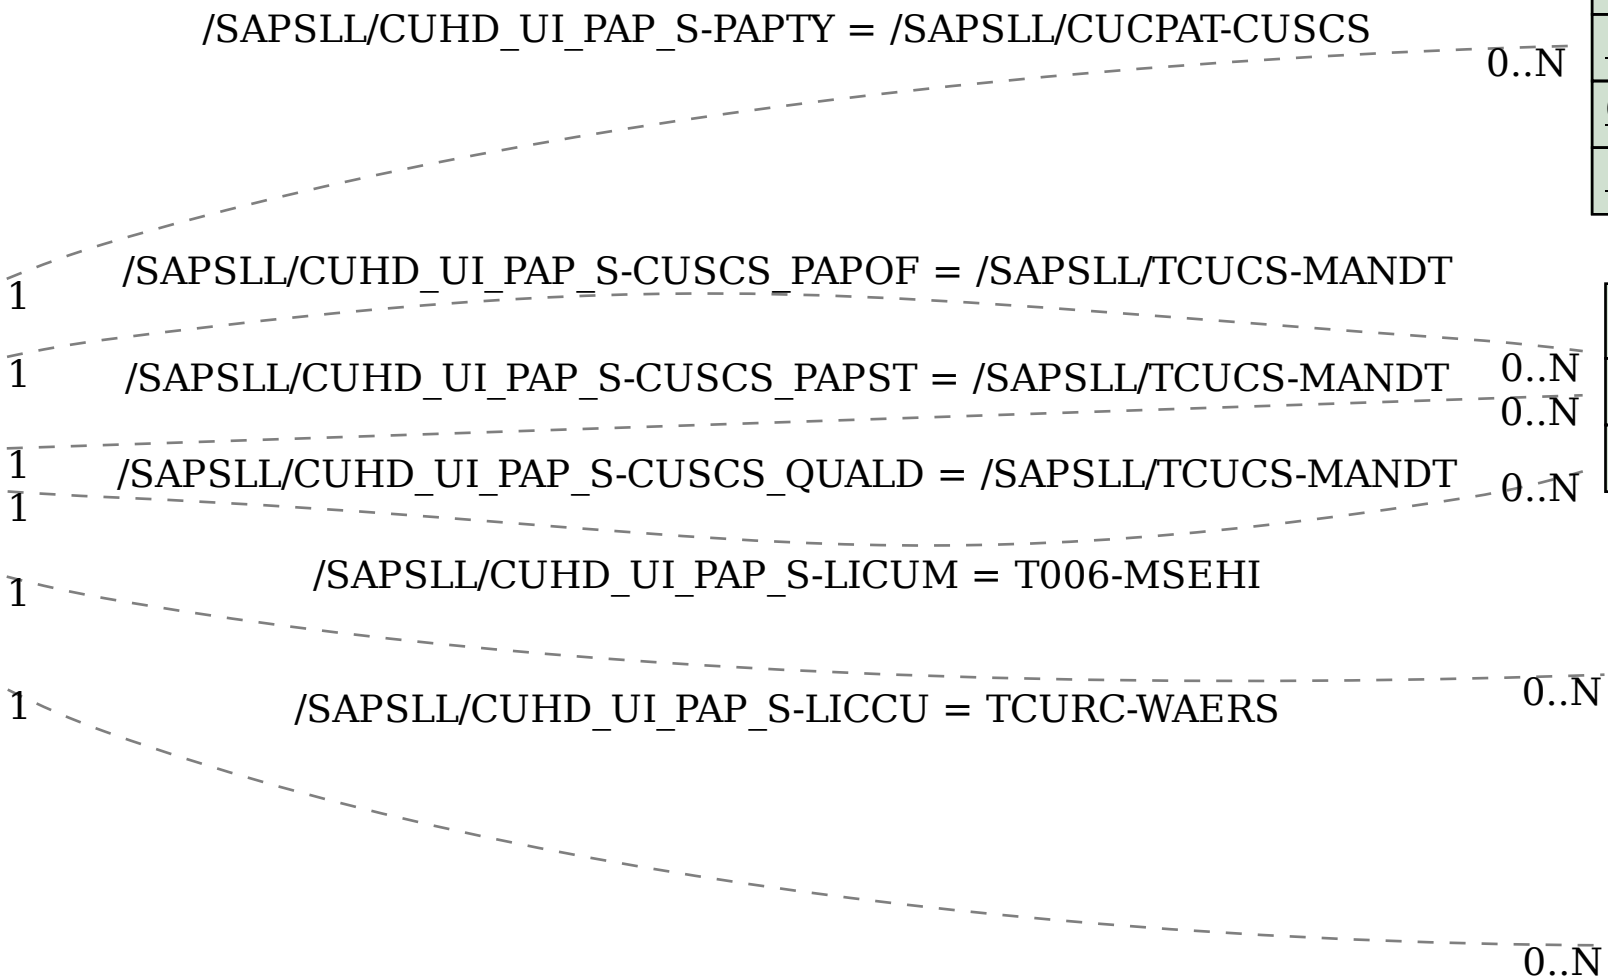 /SAPSLL/CUHD_UI_PAP_S-PAPTY = /SAPSLL/CUCPAT-CUSCS
0..N
/SAPSLL/CUHD_UI_PAP_S-CUSCS_PAPOF = /SAPSLL/TCUCS-MANDT
1
0..N
1
/SAPSLL/CUHD_UI_PAP_S-CUSCS_PAPST = /SAPSLL/TCUCS-MANDT
0..N
1
/SAPSLL/CUHD_UI_PAP_S-CUSCS_QUALD = /SAPSLL/TCUCS-MANDT
0..N
1
/SAPSLL/CUHD_UI_PAP_S-LICUM = T006-MSEHI
1
0..N
1
/SAPSLL/CUHD_UI_PAP_S-LICCU = TCURC-WAERS
0..N